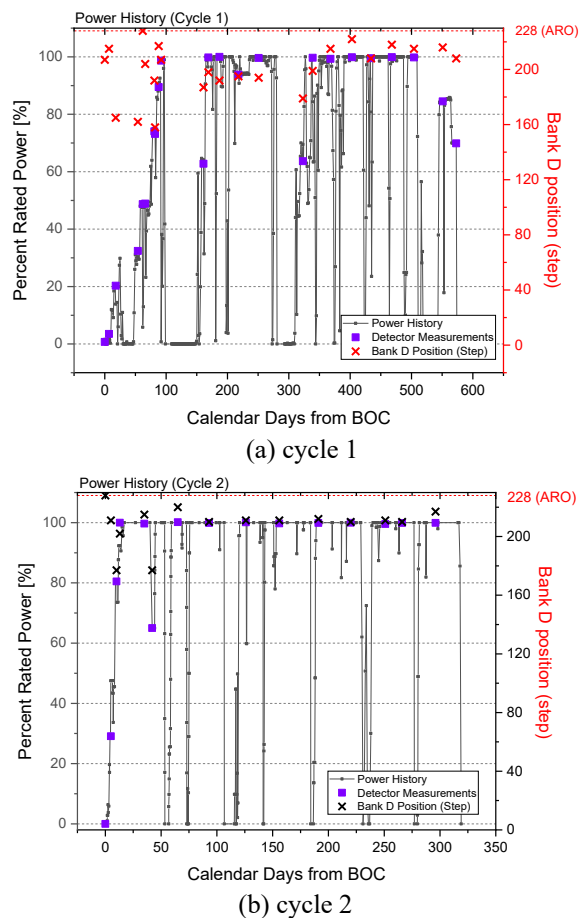 Power History (Cycle 1)
228 (ARO)
100
80
60
40
20
0
Percent Rated Power [%]
200
160
120
80
40
0
Bank D position (step)
Power History
Detector Measurements
Bank D Position (Step)
0 100 200 300 400 500 600
Calendar Days from BOC
(a) cycle 1
Power History (Cycle 2)
228 (ARO)
100
80
60
40
20
0
Percent Rated Power [%]
200
160
120
80
40
0
Bank D position (step)
Power History
Detector Measurements
Bank D Position (Step)
0 50 100 150 200 250 300 350
Calendar Days from BOC
(b) cycle 2